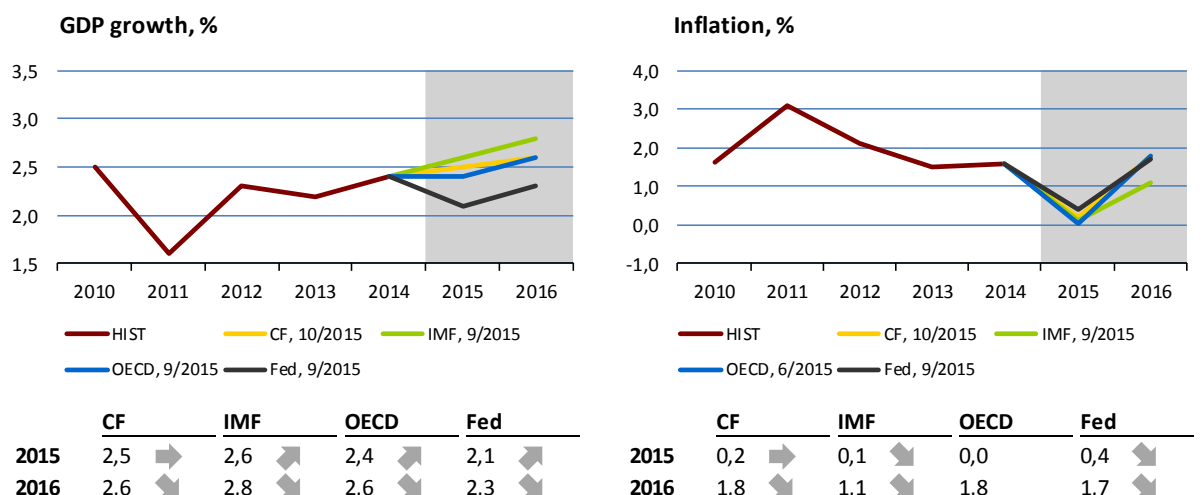 GDP growth, %
3,5
3,0
2,5
2,0
1,5
2010 2011 2012 2013 2014 2015 2016
HIST CF, 10/2015 IMF, 9/2015
OECD, 9/2015 Fed, 9/2015
CF IMF OECD Fed
2015 2,5 2,6 2,4 2,1
2016 2,6 2,8 2,6 2,3
Inflation, %
4,0
3,0
2,0
1,0
0,0
-1,0
2010 2011 2012 2013 2014 2015 2016
HIST CF, 10/2015 IMF, 9/2015
OECD, 6/2015 Fed, 9/2015
CF IMF OECD Fed
2015 0,2 0,1 0,0 0,4
2016 1,8 1,1 1,8 1,7